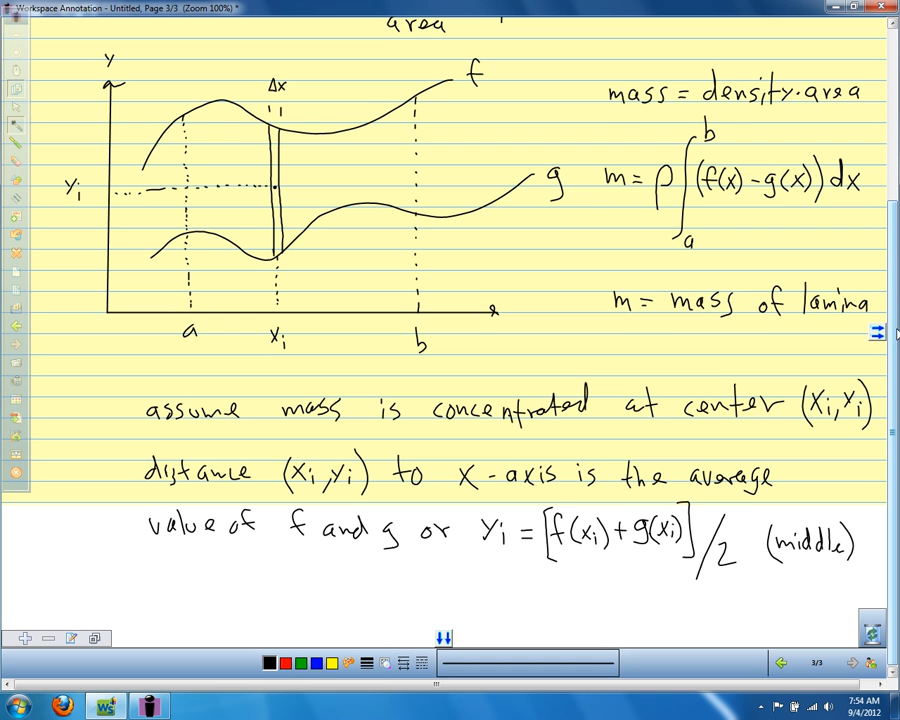 Workspace Annotation - Untitled, Page 3/3 (Zoom 100%) *
area
y
Δx
f
mass = density·area
yi
g
m = ρ∫ab (f(x) - g(x)) dx
m = mass of lamina
a
xi
b
x
assume mass is concentrated at center (xi, yi)
distance (xi, yi) to x-axis is the average
value of f and g or yi = [f(xi) + g(xi)]/2 (middle)
3/3
7:54 AM
9/4/2012